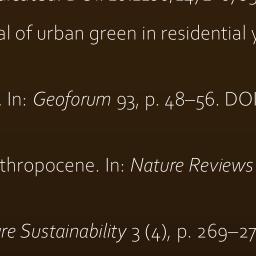 al of urban green in residential
In: Geoforum 93, p. 48–56. DOI
thropocene. In: Nature Reviews
re Sustainability 3 (4), p. 269–27